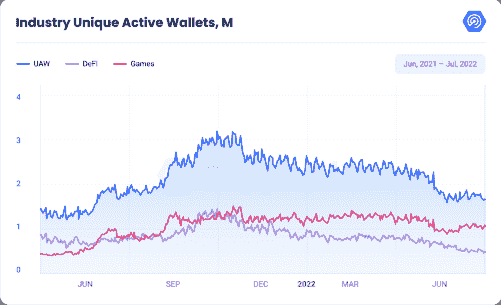 Industry Unique Active Wallets, M
UAW DeFi Games
Jun, 2021 – Jul, 2022
4
3
2
1
0
JUN SEP DEC 2022 MAR JUN